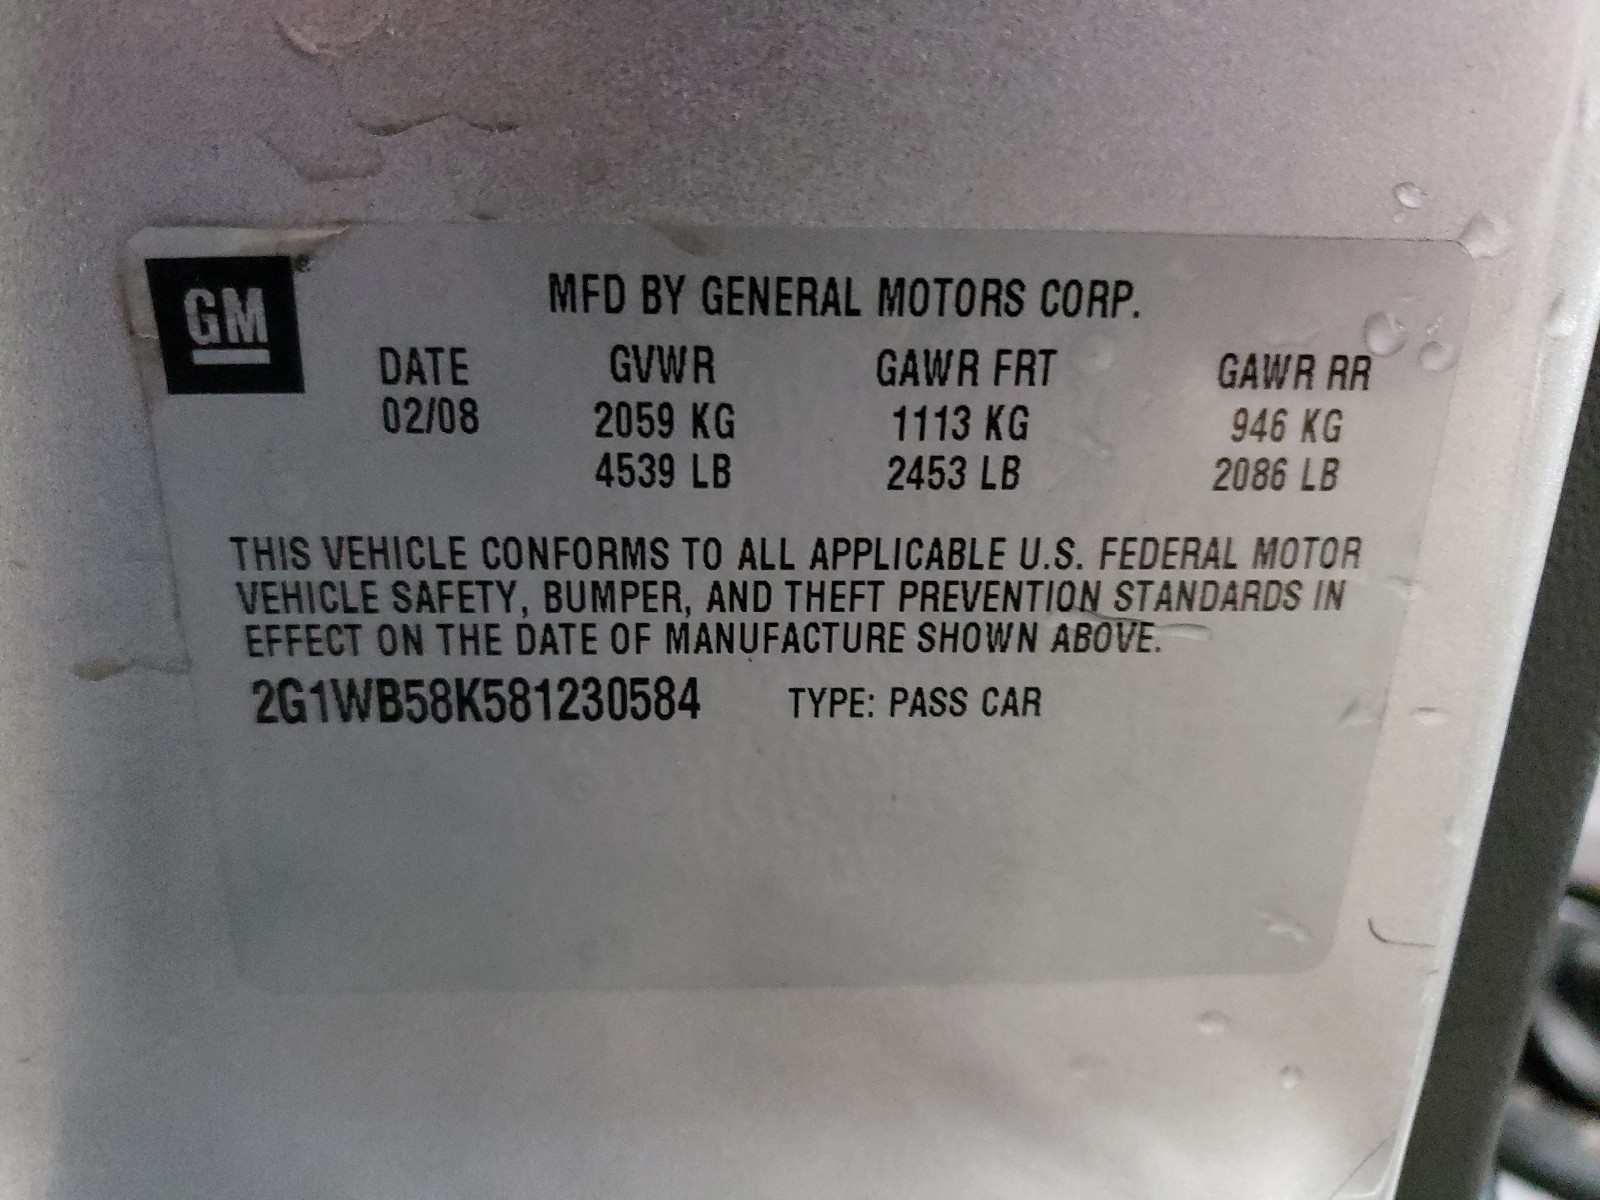 GM
MFD BY GENERAL MOTORS CORP.
DATE GVWR GAWR FRT GAWR RR
02/08 2059 KG 1113 KG 946 KG
4539 LB 2453 LB 2086 LB
THIS VEHICLE CONFORMS TO ALL APPLICABLE U.S. FEDERAL MOTOR
VEHICLE SAFETY, BUMPER, AND THEFT PREVENTION STANDARDS IN
EFFECT ON THE DATE OF MANUFACTURE SHOWN ABOVE.
2G1WB58K581230584 TYPE: PASS CAR